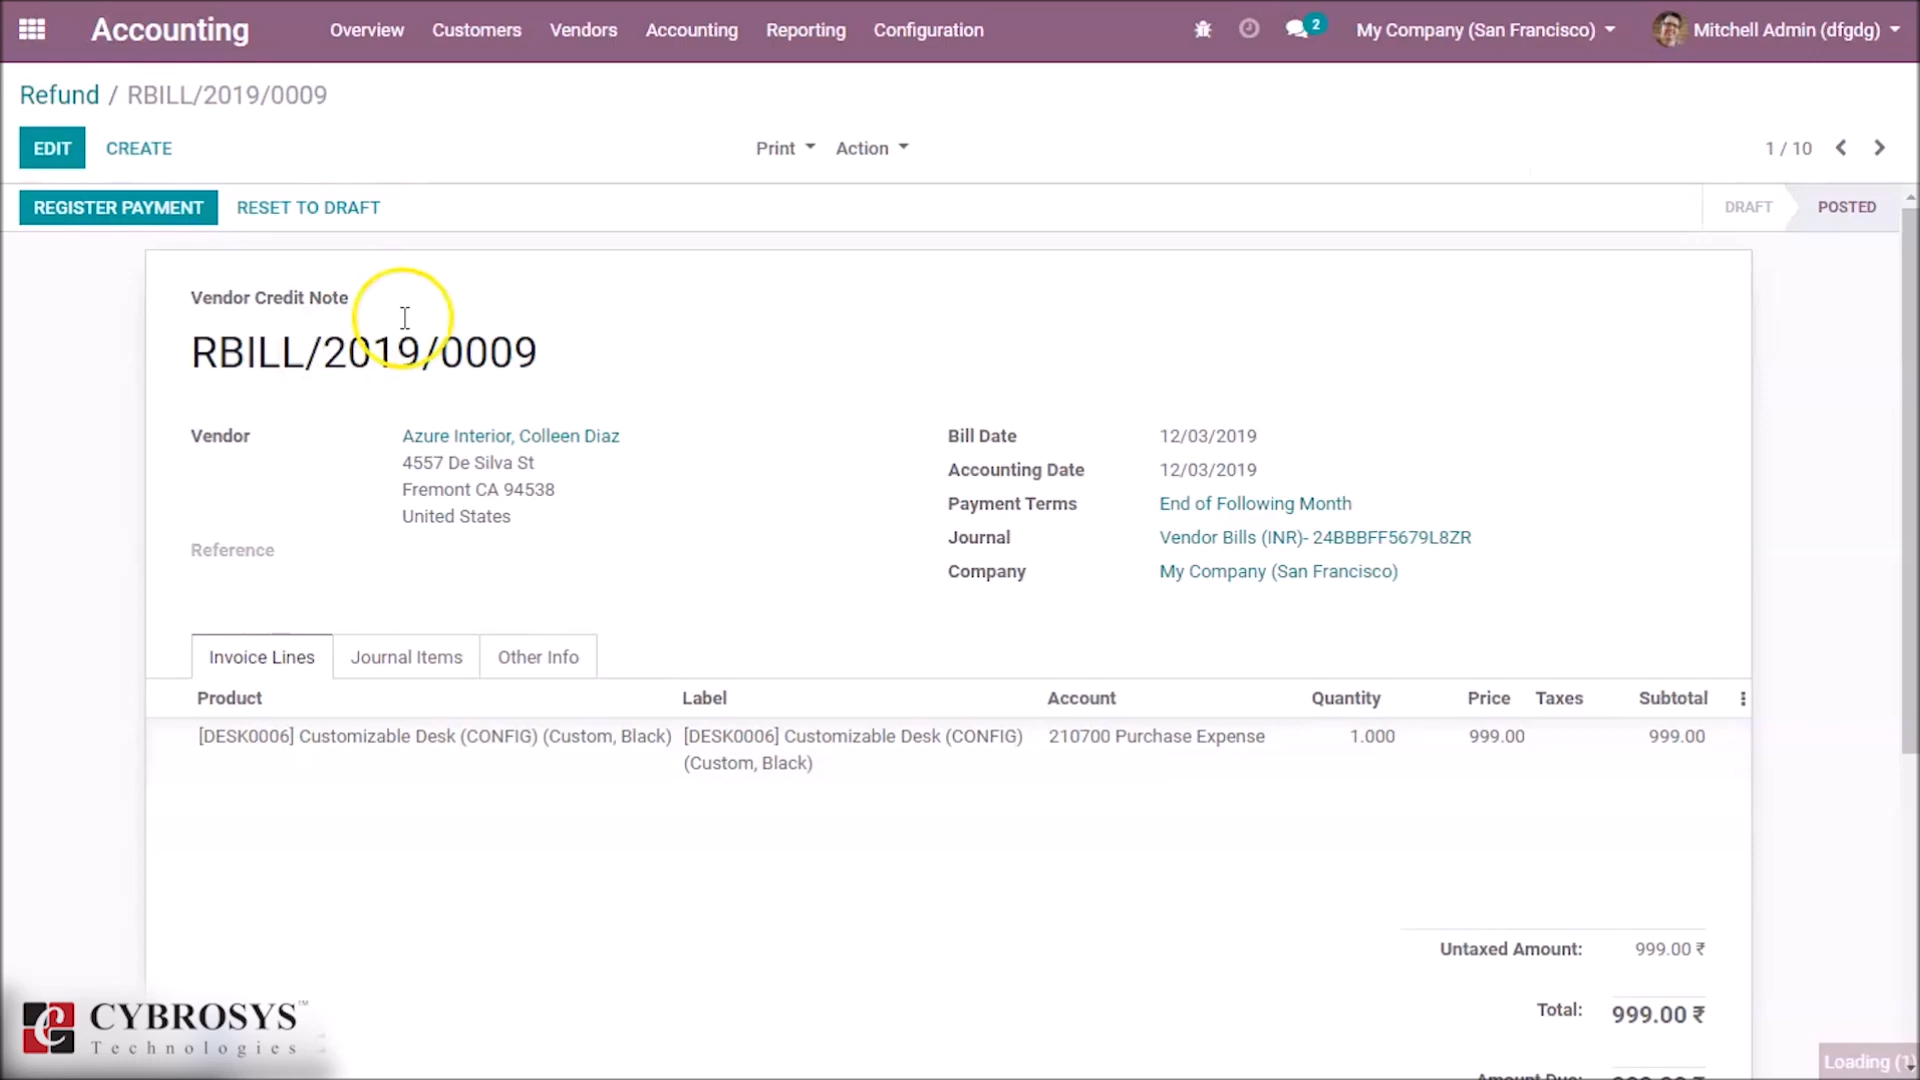 Accounting Overview Customers Vendors Accounting Reporting Configuration 2 My Company (San Francisco) Mitchell Admin (dfgdg)
Refund / RBILL/2019/0009
EDIT CREATE Print Action 1 / 10
REGISTER PAYMENT RESET TO DRAFT DRAFT POSTED
Vendor Credit Note
RBILL/2019/0009
Vendor Azure Interior, Colleen Diaz Bill Date 12/03/2019
4557 De Silva St Accounting Date 12/03/2019
Fremont CA 94538 Payment Terms End of Following Month
United States Journal Vendor Bills (INR)- 24BBBFF5679L8ZR
Reference Company My Company (San Francisco)
Invoice Lines Journal Items Other Info
Product Label Account Quantity Price Taxes Subtotal
[DESK0006] Customizable Desk (CONFIG) (Custom, Black) [DESK0006] Customizable Desk (CONFIG) 210700 Purchase Expense 1.000 999.00 999.00
(Custom, Black)
Untaxed Amount: 999.00 ₹
Total: 999.00 ₹
CYBROSYS™
Technologies
Loading (1)
Amount Due: